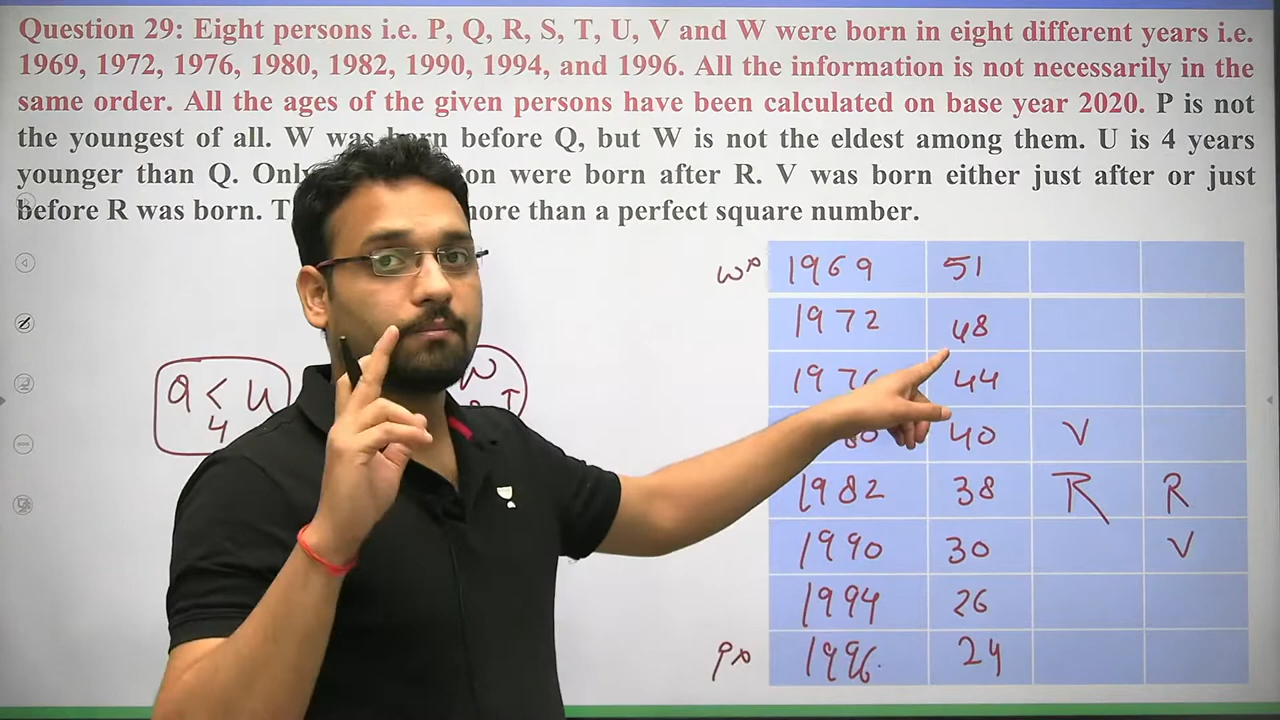 Question 29: Eight persons i.e. P, Q, R, S, T, U, V and W were born in eight different years i.e.
1969, 1972, 1976, 1980, 1982, 1990, 1994, and 1996. All the information is not necessarily in the
same order. All the ages of the given persons have been calculated on base year 2020. P is not
the youngest of all. W was born before Q, but W is not the eldest among them. U is 4 years
younger than Q. were born after R. V was born either just after or just
before R was born. more than a perfect square number.
W× 1969 51
1972 48
44
40 V
1982 38 R R
1990 30 V
1994 26
P× 1996 24
Q < U
4
W